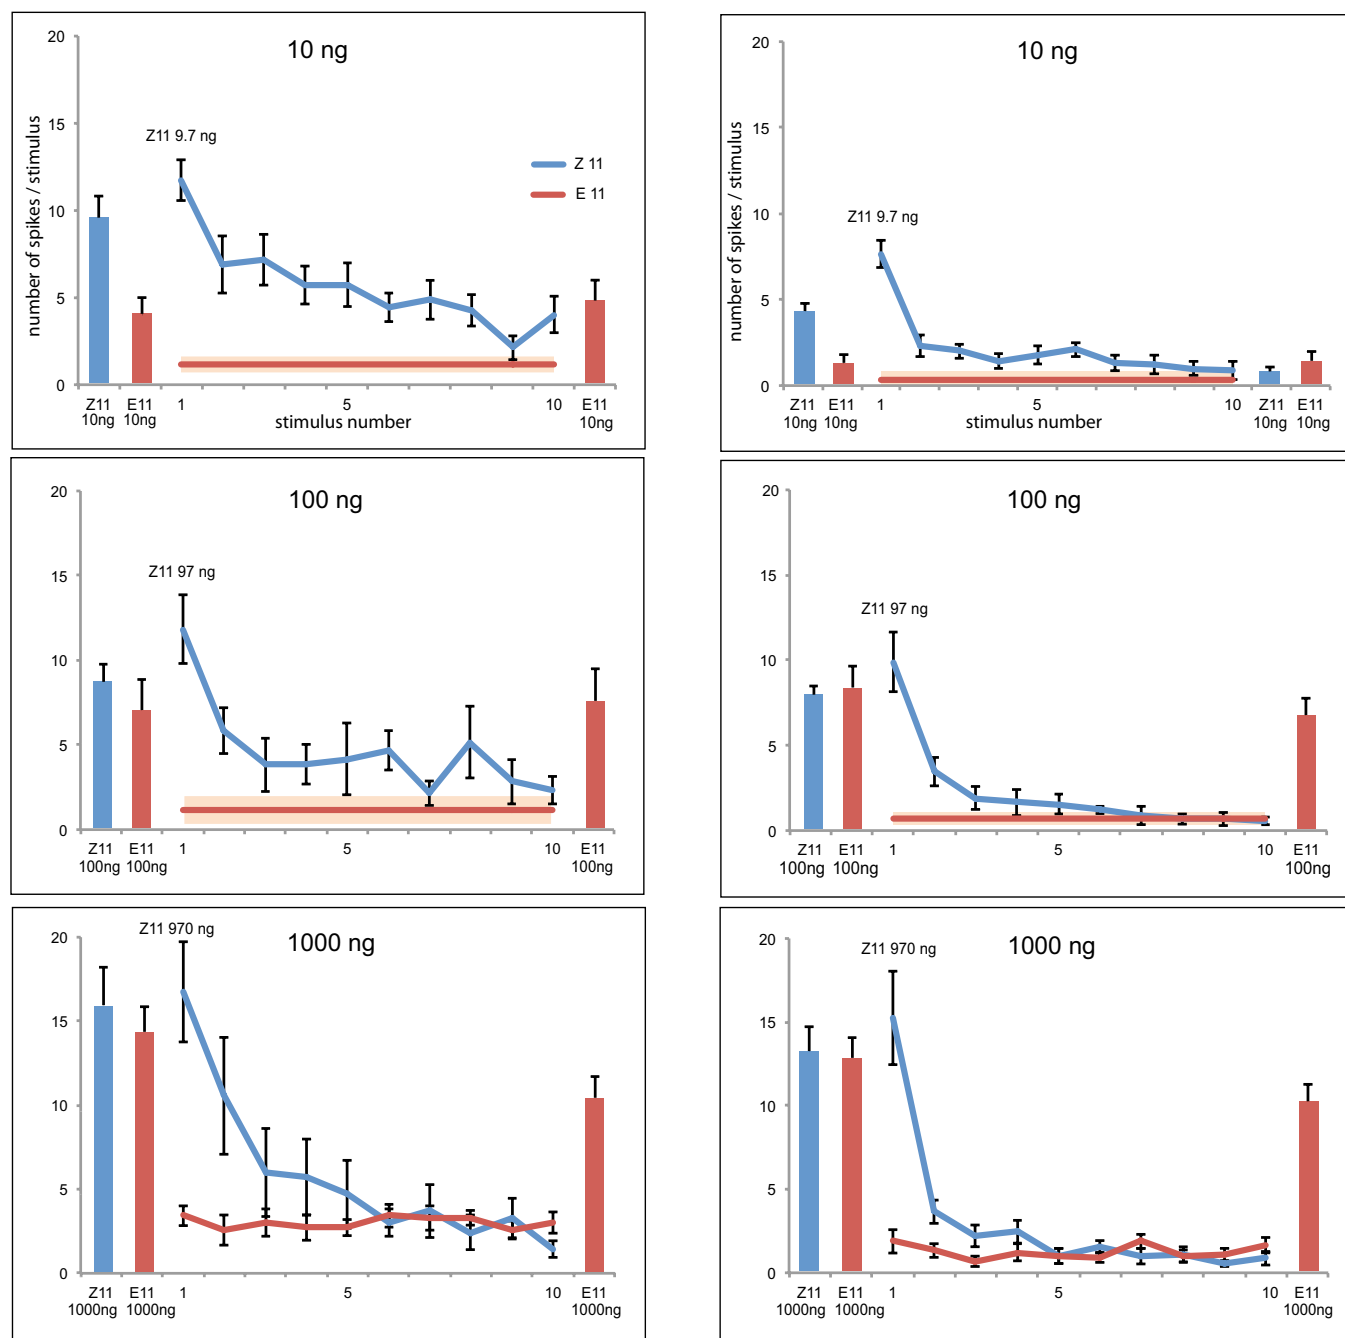 10 ng
20
15
10
5
0
number of spikes / stimulus
Z11 9.7 ng
Z 11
E 11
Z11 E11 1 5 10 E11
10ng 10ng stimulus number 10ng
10 ng
20
15
10
5
0
number of spikes / stimulus
Z11 9.7 ng
Z11 E11 1 5 10 Z11 E11
10ng 10ng stimulus number 10ng 10ng
100 ng
20
15
10
5
0
Z11 97 ng
Z11 E11 1 5 10 E11
100ng 100ng 100ng
100 ng
20
15
10
5
0
Z11 97 ng
Z11 E11 1 5 10 E11
100ng 100ng 100ng
Z11 970 ng
1000 ng
20
15
10
5
0
Z11 E11 1 5 10 E11
1000ng 1000ng 1000ng
Z11 970 ng
1000 ng
20
15
10
5
0
Z11 E11 1 5 10 E11
1000ng 1000ng 1000ng